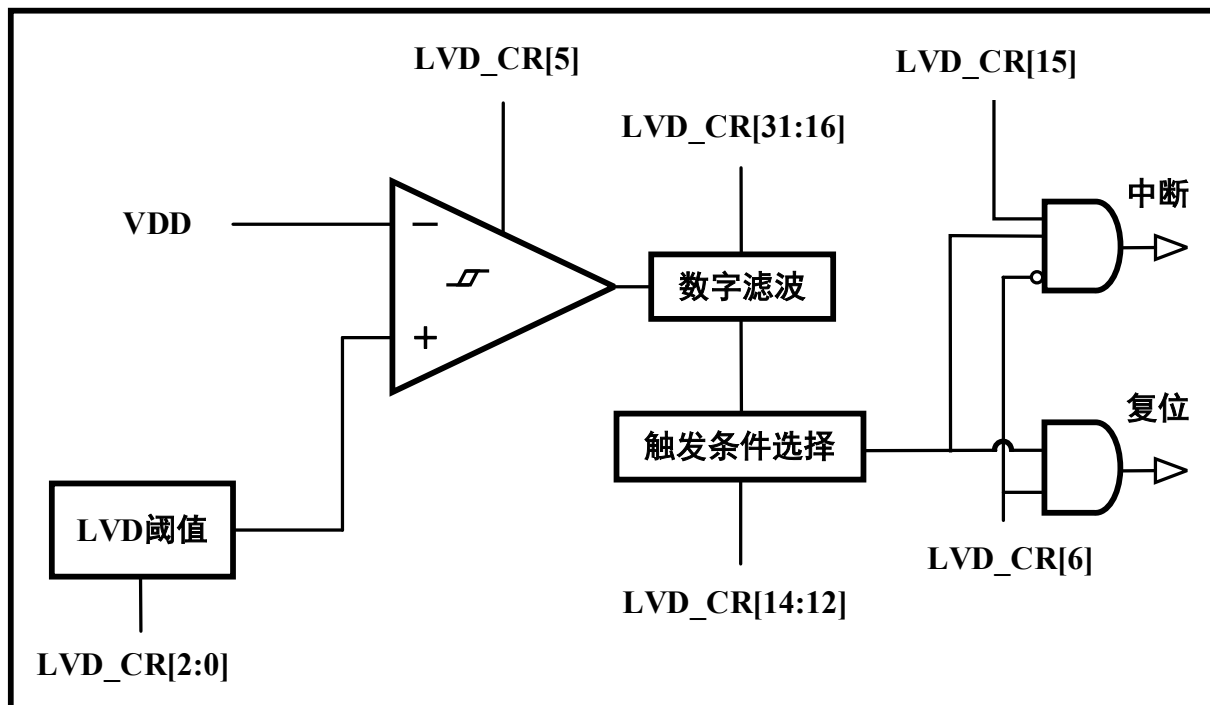 LVD_CR[5]
LVD_CR[15]
LVD_CR[31:16]
中断
VDD
数字滤波
复位
触发条件选择
LVD阈值
LVD_CR[6]
LVD_CR[14:12]
LVD_CR[2:0]